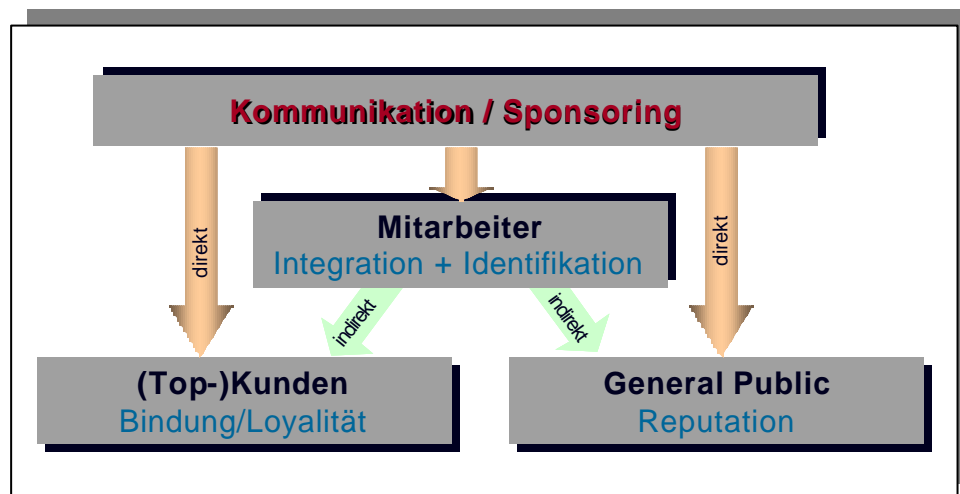 Kommunikation / Sponsoring
Mitarbeiter
Integration + Identifikation
direkt
direkt
indirekt
indirekt
(Top-)Kunden
Bindung/Loyalität
General Public
Reputation